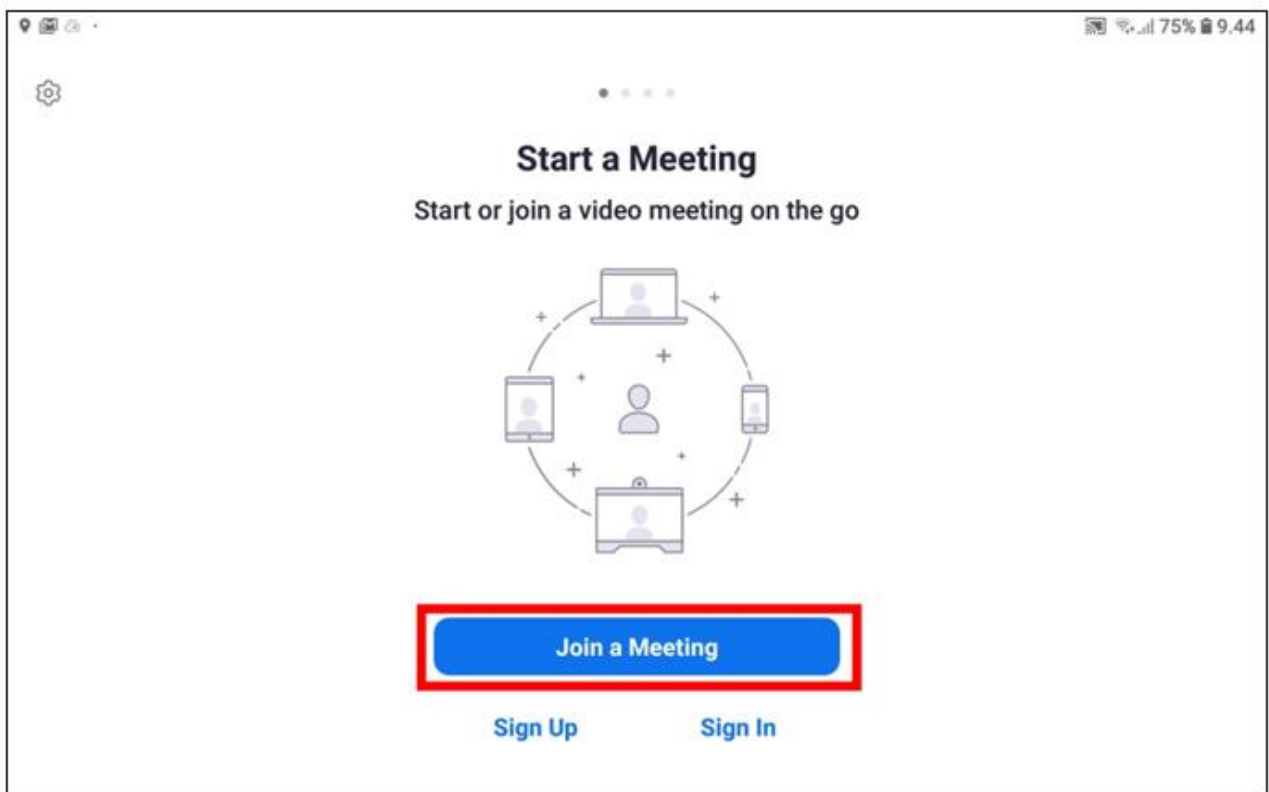 75% 9.44
Start a Meeting
Start or join a video meeting on the go
Join a Meeting
Sign Up Sign In